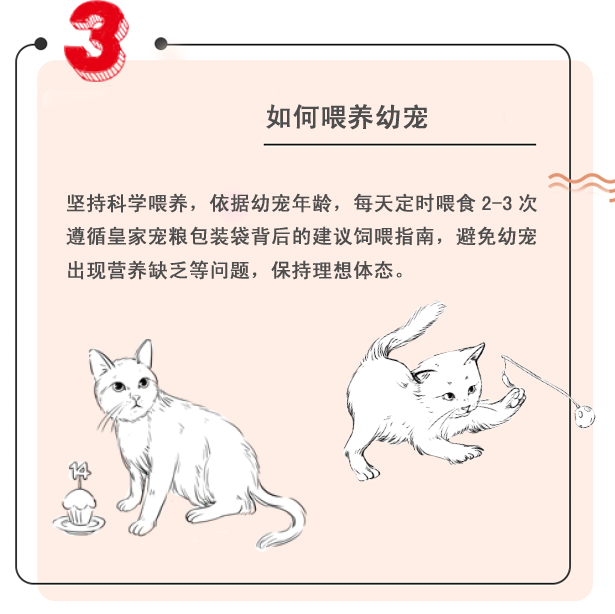 3
如何喂养幼宠
坚持科学喂养，依据幼宠年龄，每天定时喂食 2-3 次
遵循皇家宠粮包装袋背后的建议饲喂指南，避免幼宠
出现营养缺乏等问题，保持理想体态。
14